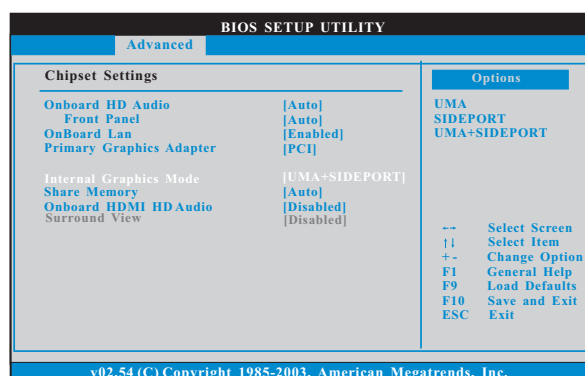 BIOS SETUP UTILITY
Advanced
Chipset Settings
Onboard HD Audio [Auto]
Front Panel [Auto]
OnBoard Lan [Enabled]
Primary Graphics Adapter [PCI]
Internal Graphics Mode [UMA+SIDEPORT]
Share Memory [Auto]
Onboard HDMI HD Audio [Disabled]
Surround View [Disabled]
Options
UMA
SIDEPORT
UMA+SIDEPORT
←→ Select Screen
↑↓ Select Item
+ - Change Option
F1 General Help
F9 Load Defaults
F10 Save and Exit
ESC Exit
v02.54 (C) Copyright 1985-2003, American Megatrends, Inc.